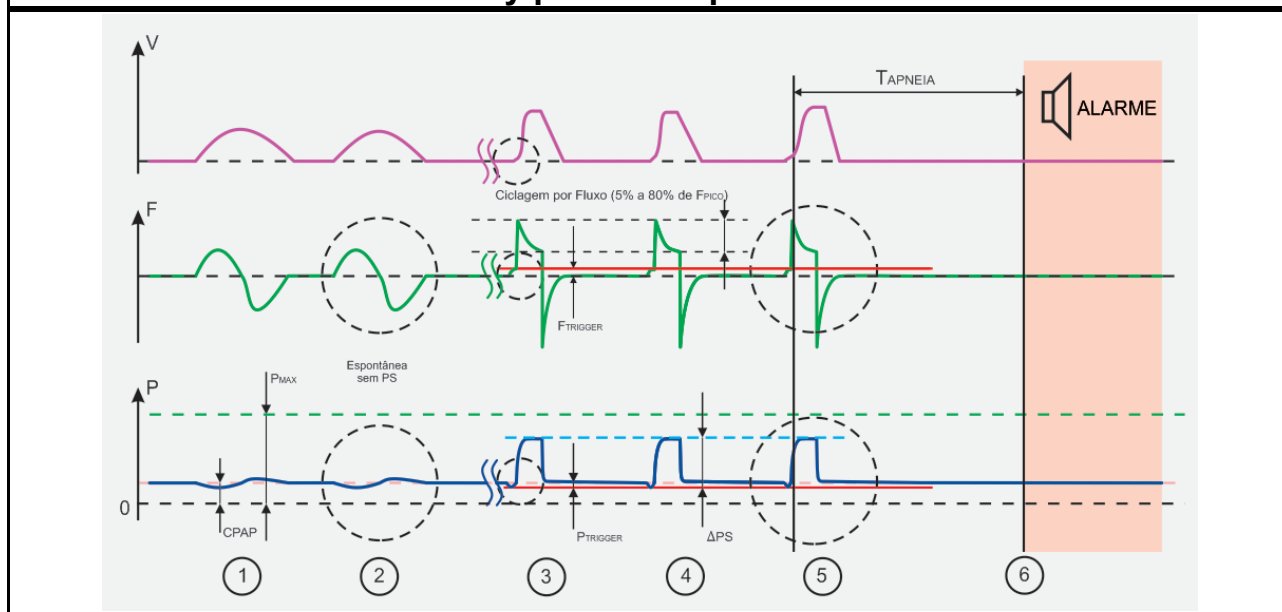 V
TAPNEIA
ALARME
Ciclagem por Fluxo (5% a 80% de FPICO)
F
FTRIGGER
Espontânea
sem PS
PMAX
P
0
CPAP
PTRIGGER
ΔPS
1
2
3
4
5
6